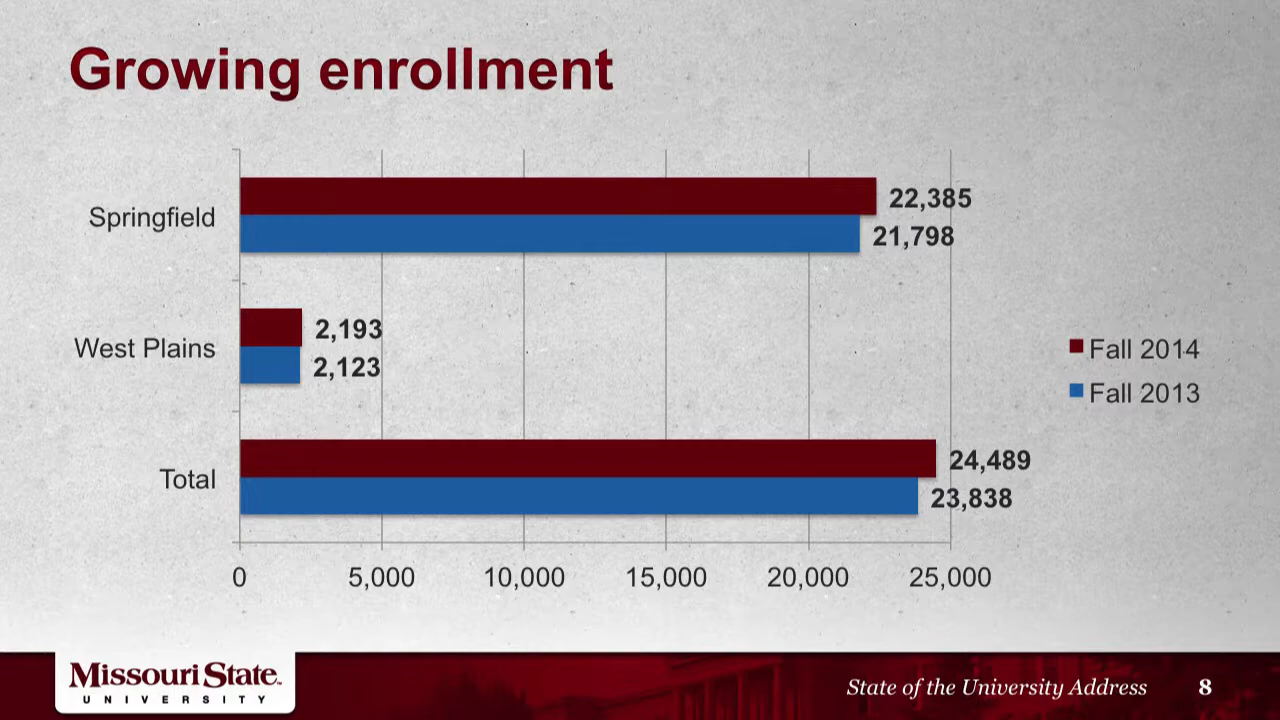 Growing enrollment
Springfield
22,385
21,798
West Plains
2,193
2,123
Total
24,489
23,838
Fall 2014
Fall 2013
0 5,000 10,000 15,000 20,000 25,000
Missouri State™
UNIVERSITY
State of the University Address 8